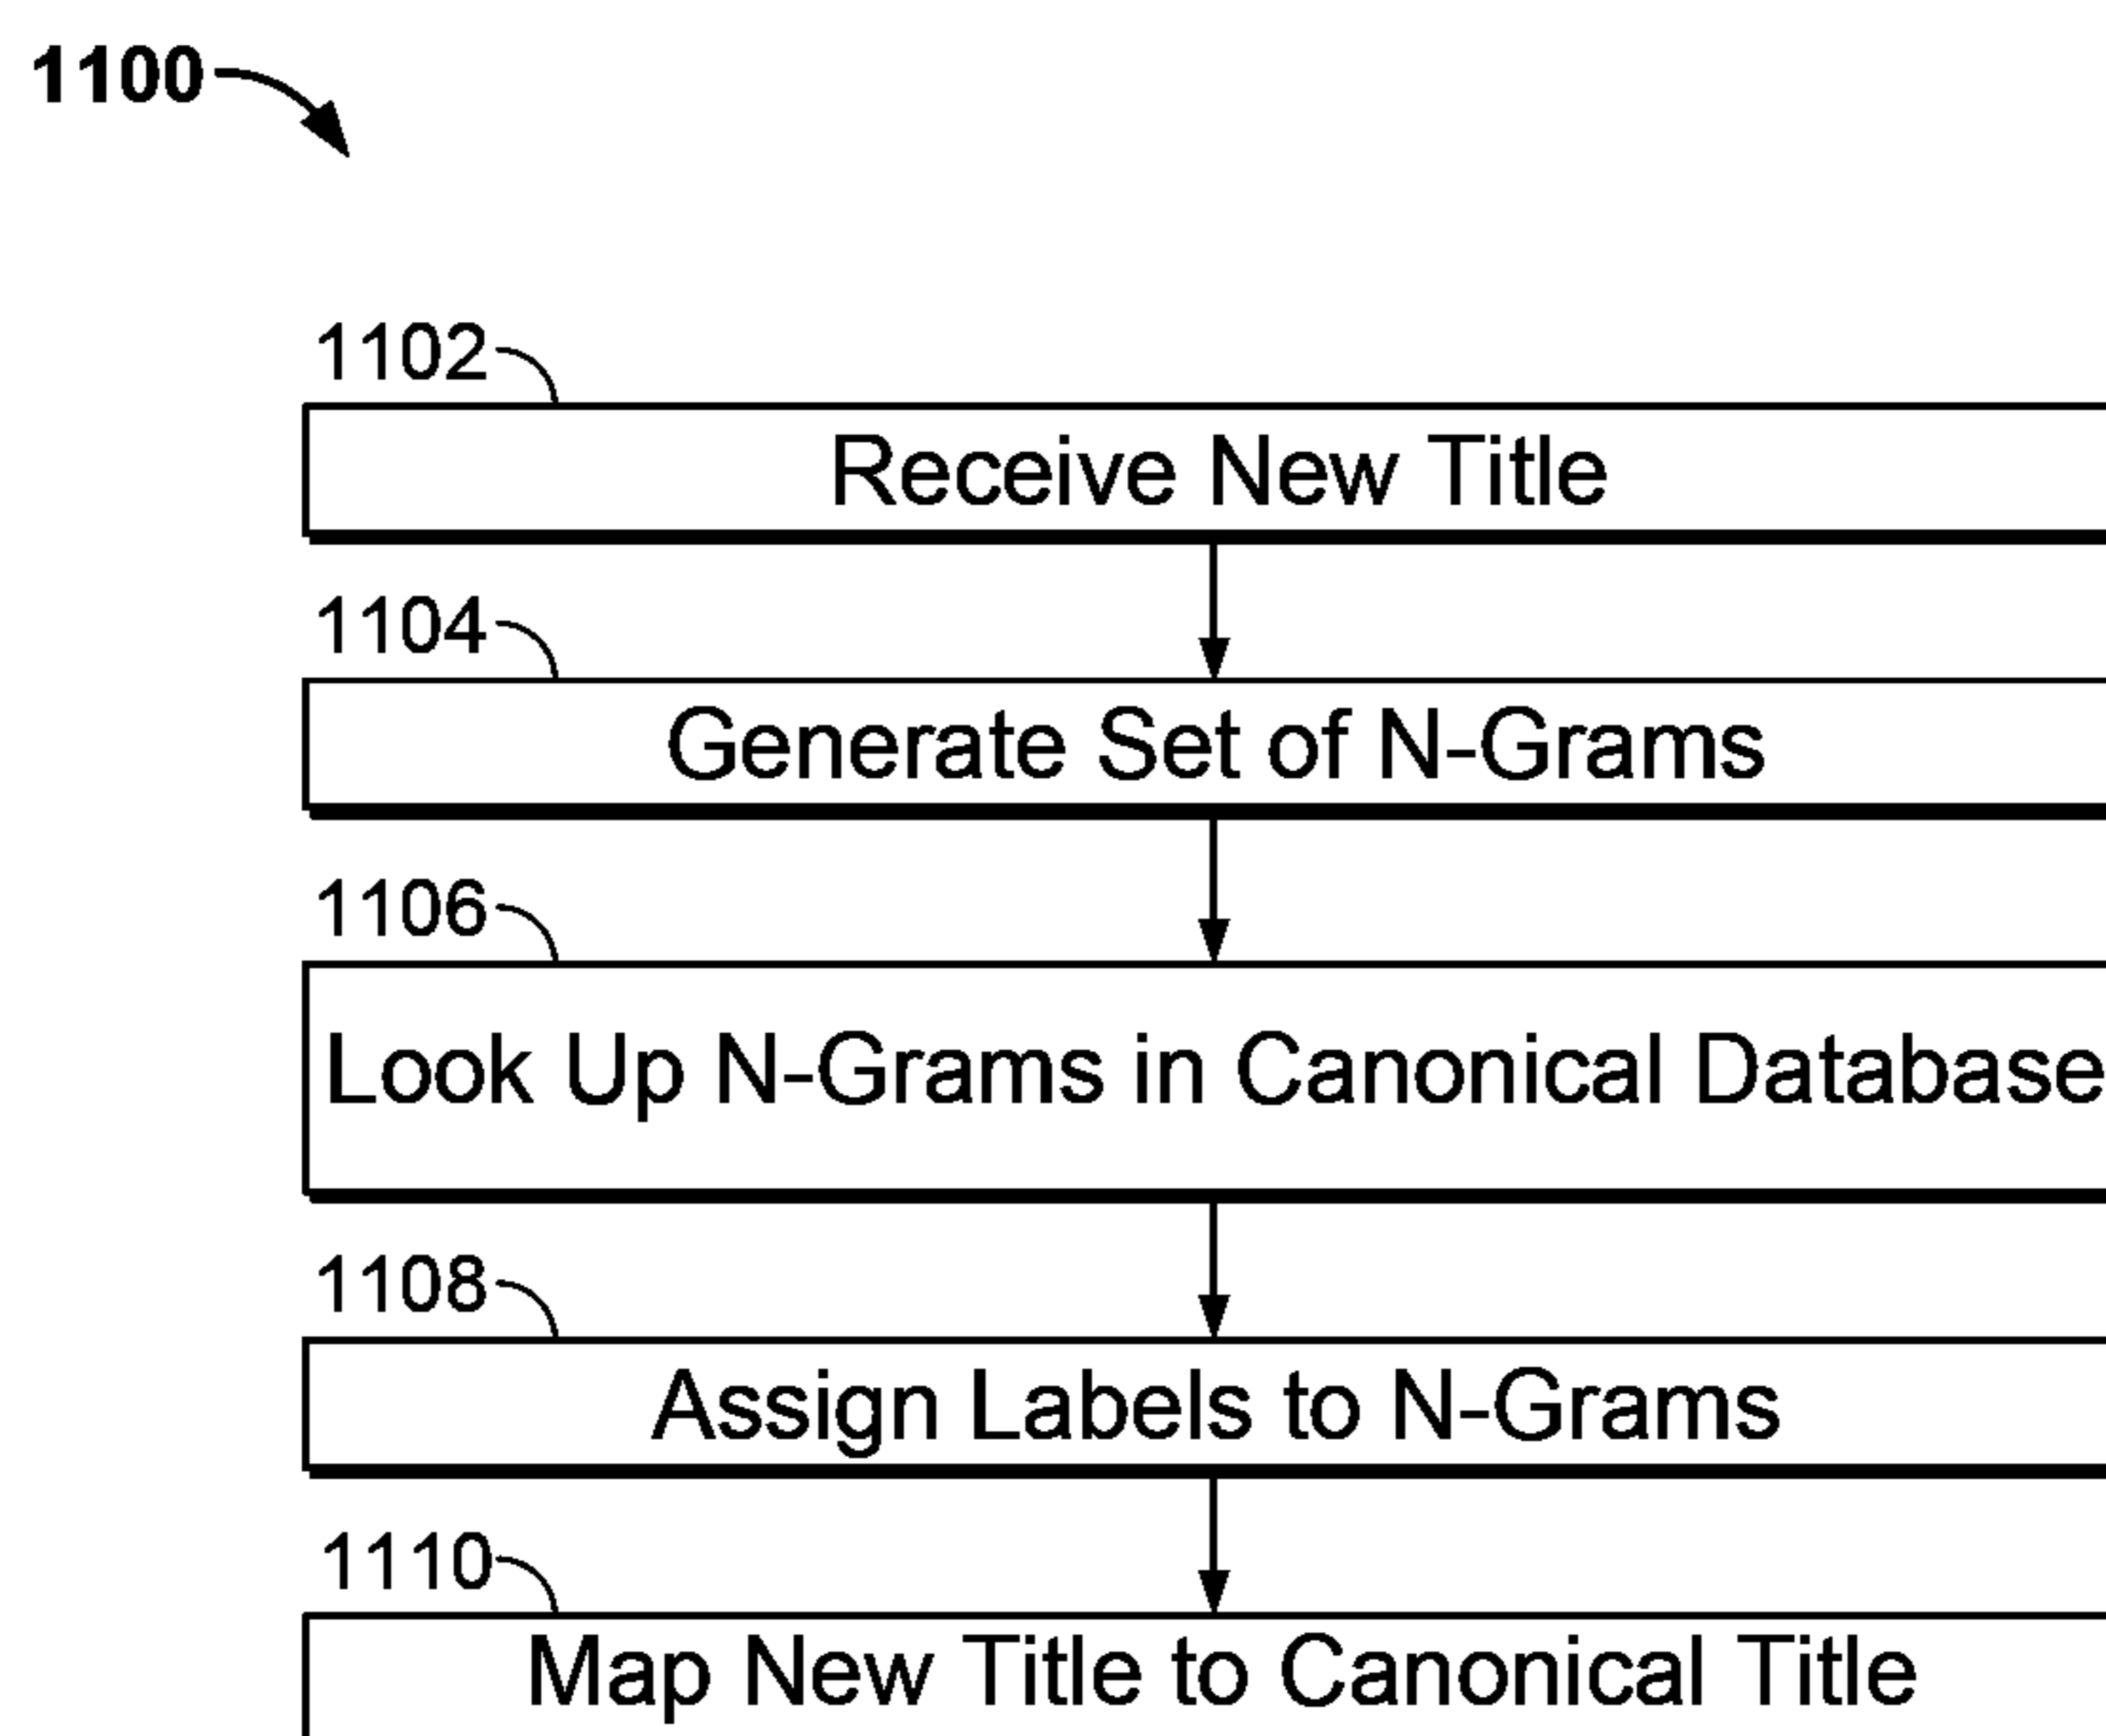 1100
1102
Receive New Title
1104
Generate Set of N-Grams
1106
Look Up N-Grams in Canonical Database
1108
Assign Labels to N-Grams
1110
Map New Title to Canonical Title